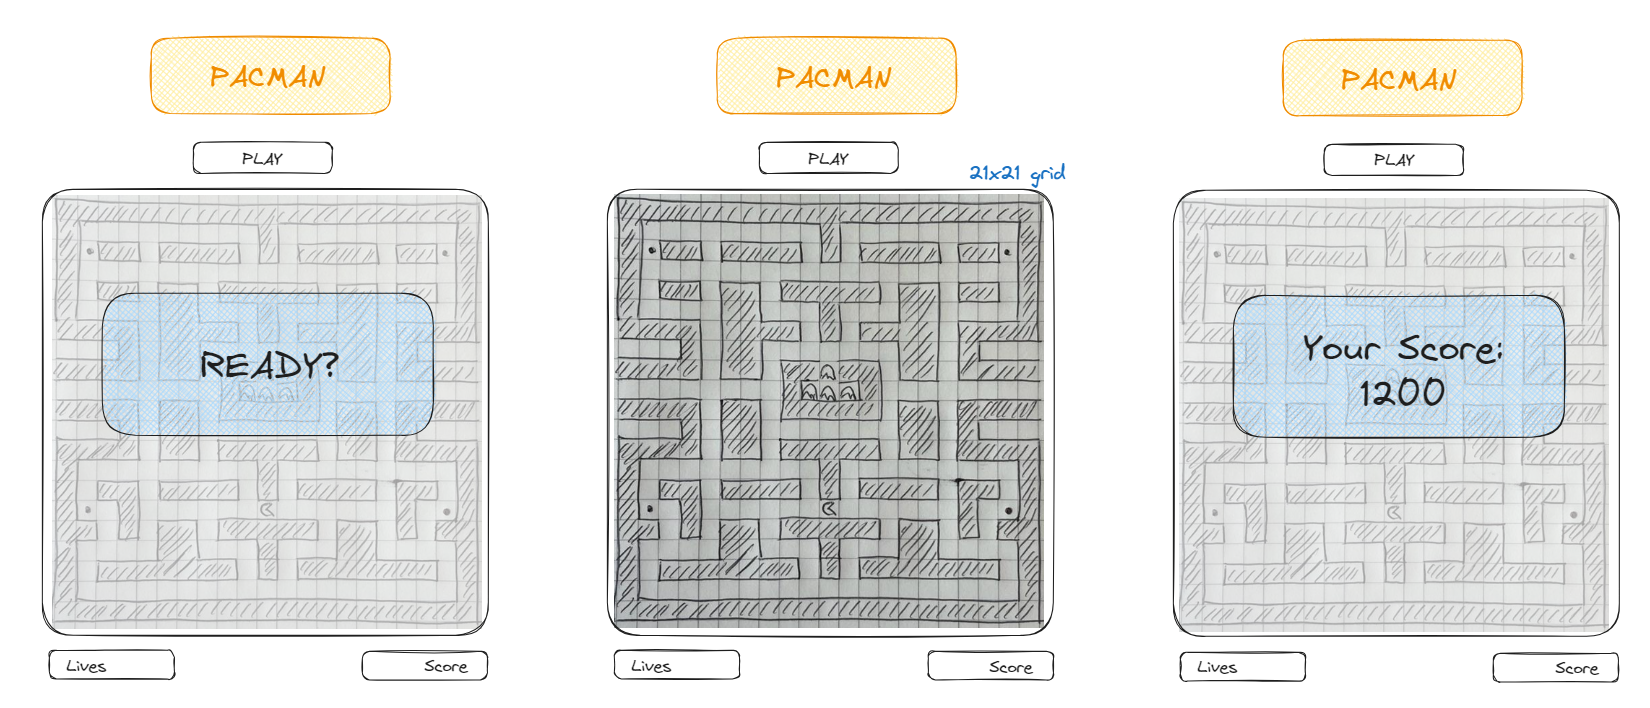 PACMAN
PLAY
READY?
Lives
Score
PACMAN
PLAY
21x21 grid
Lives
Score
PACMAN
PLAY
Your Score:
1200
Lives
Score